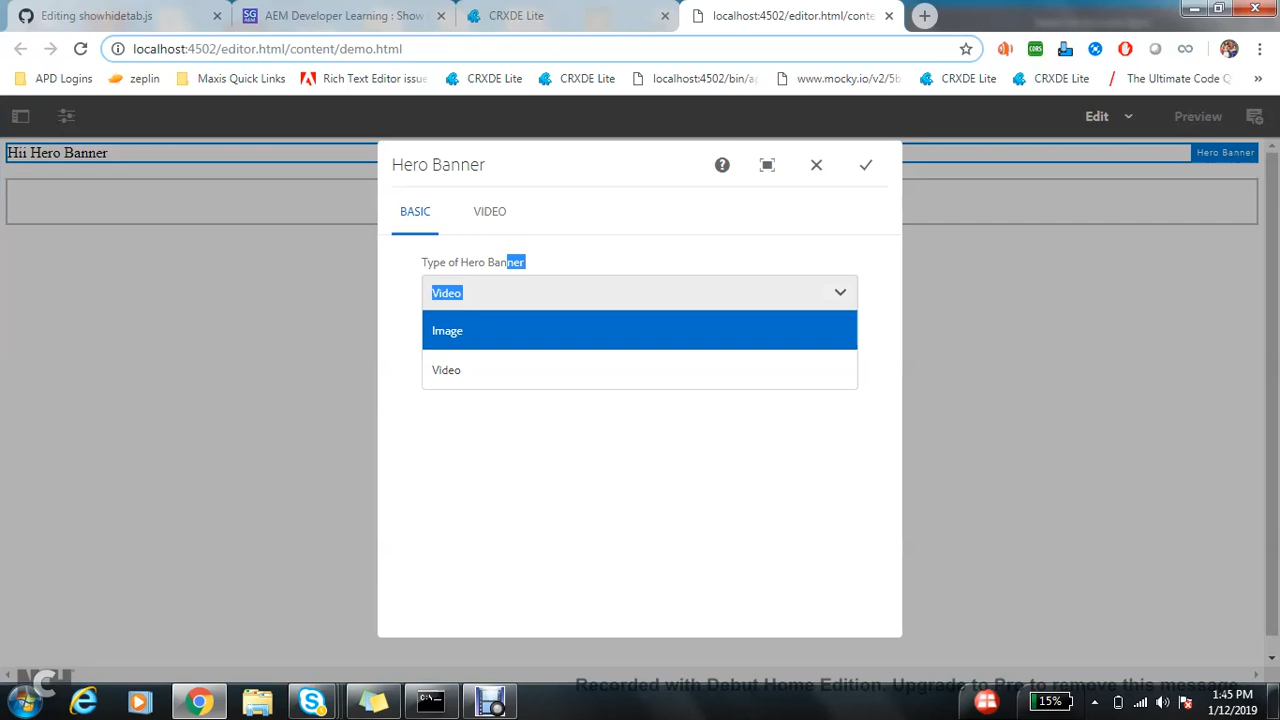 Editing showhidetab.js
AEM Developer Learning : Show
CRXDE Lite
localhost:4502/editor.html/conte
localhost:4502/editor.html/content/demo.html
APD Logins
zeplin
Maxis Quick Links
Rich Text Editor issue
CRXDE Lite
CRXDE Lite
localhost:4502/bin/a
www.mocky.io/v2/5b
CRXDE Lite
CRXDE Lite
The Ultimate Code Q
Edit
Preview
Hii Hero Banner
Hero Banner
Hero Banner
BASIC
VIDEO
Type of Hero Banner
Video
Image
Video
NCH
Recorded with Debut Home Edition. Upgrade to Pro to remove this message
15%
1:45 PM
1/12/2019